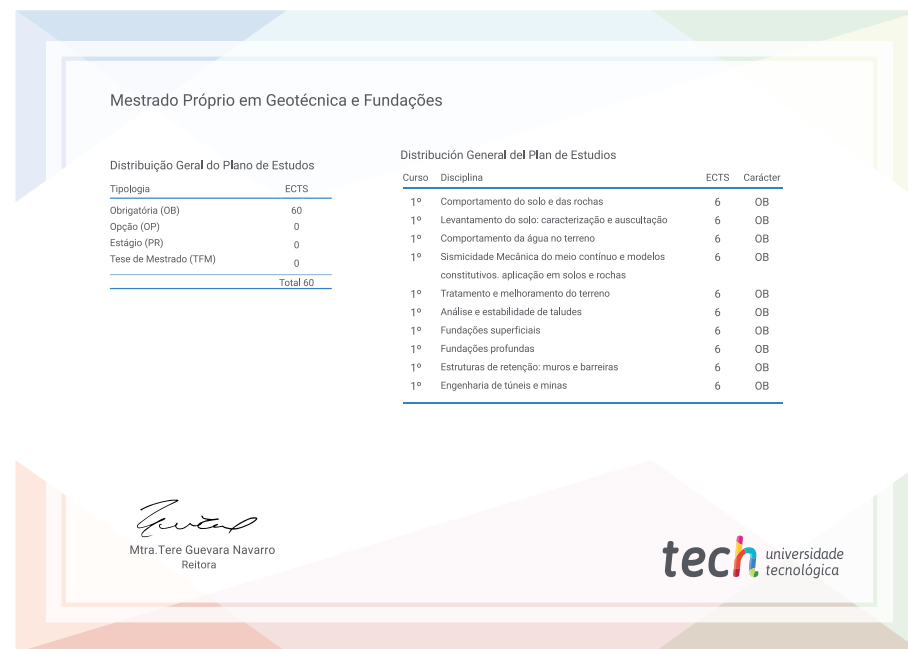 Mestrado Próprio em Geotécnica e Fundações
Distribuição Geral do Plano de Estudos
Tipologia ECTS
Obrigatória (OB) 60
Opção (OP) 0
Estágio (PR) 0
Tese de Mestrado (TFM) 0
Total 60
Distribución General del Plan de Estudios
Curso Disciplina ECTS Carácter
1º Comportamento do solo e das rochas 6 OB
1º Levantamento do solo: caracterização e auscultação 6 OB
1º Comportamento da água no terreno 6 OB
1º Sismicidade Mecânica do meio contínuo e modelos 6 OB
constitutivos. aplicação em solos e rochas
1º Tratamento e melhoramento do terreno 6 OB
1º Análise e estabilidade de taludes 6 OB
1º Fundações superficiais 6 OB
1º Fundações profundas 6 OB
1º Estruturas de retenção: muros e barreiras 6 OB
1º Engenharia de túneis e minas 6 OB
Mtra.Tere Guevara Navarro
Reitora
tech universidade
tecnológica